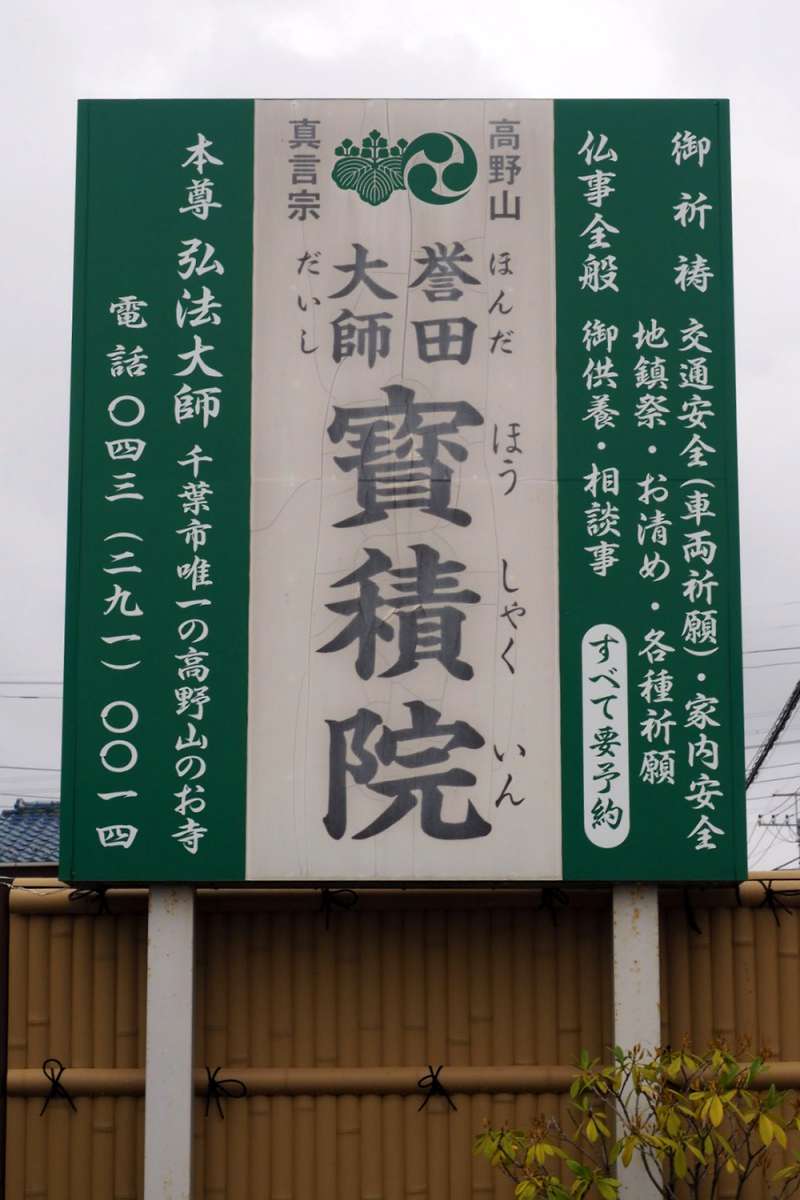 御祈祷 交通安全(車両祈願)・家内安全
地鎮祭・お清め・各種祈願
仏事全般 御供養・相談事 すべて要予約
高野山
真言宗
ほんだ
誉田
大師
だいし
寳積院
ほう しゃく いん
本尊 弘法大師 千葉市唯一の高野山のお寺
電話 〇四三(二九一)〇〇一四